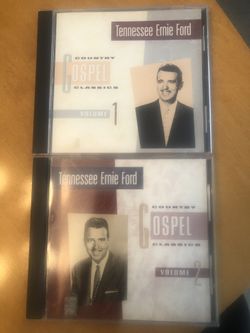 Tennessee Ernie Ford
COUNTRY
GOSPEL
CLASSICS
VOLUME 1
Tennessee Ernie Ford
COUNTRY
GOSPEL
CLASSICS
VOLUME 2